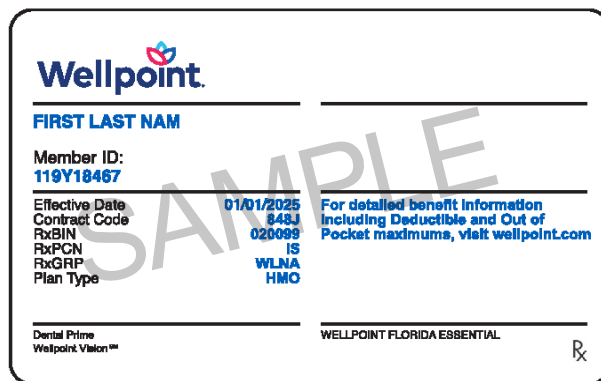 Wellpoint.
FIRST LAST NAM
Member ID:
119Y18467
Effective Date 01/01/2025
Contract Code 848J
RxBIN 020099
RxPCN IS
RxGRP WLNA
Plan Type HMO
For detailed benefit information
including Deductible and Out of
Pocket maximums, visit wellpoint.com
SAMPLE
Dental Prime
Wellpoint Vision℠
WELLPOINT FLORIDA ESSENTIAL
Rx